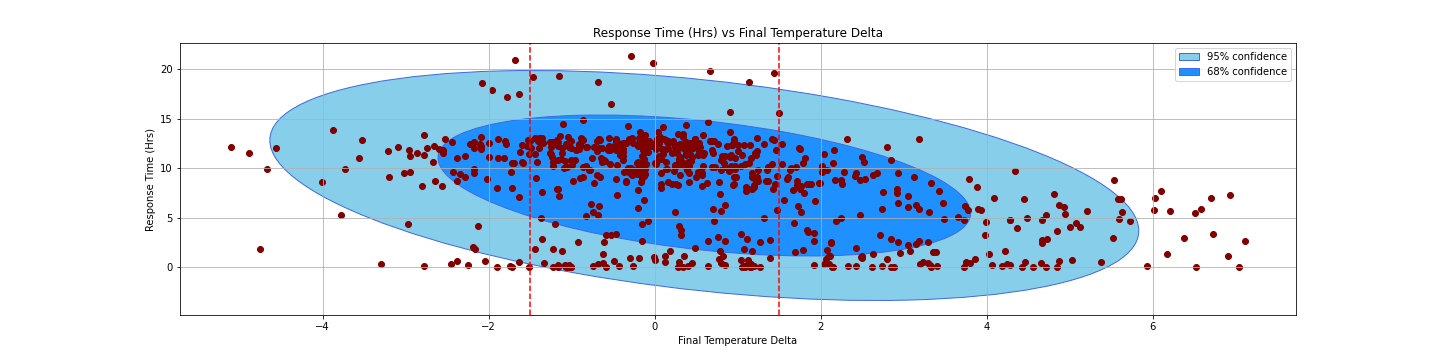 Response Time (Hrs) vs Final Temperature Delta
95% confidence
68% confidence
Response Time (Hrs)
20
15
10
5
0
−4
−2
0
2
4
6
Final Temperature Delta